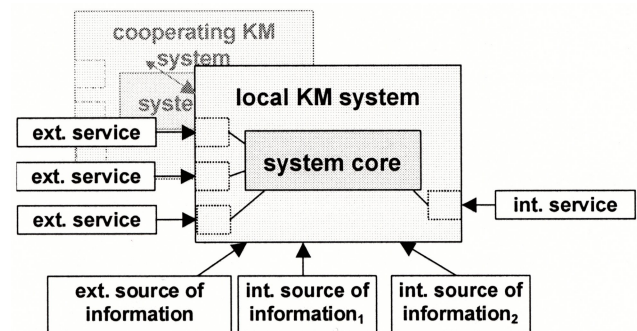 cooperating KM
system
syste
local KM system
ext. service
system core
ext. service
ext. service
int. service
ext. source of
information
int. source of
information₁
int. source of
information₂